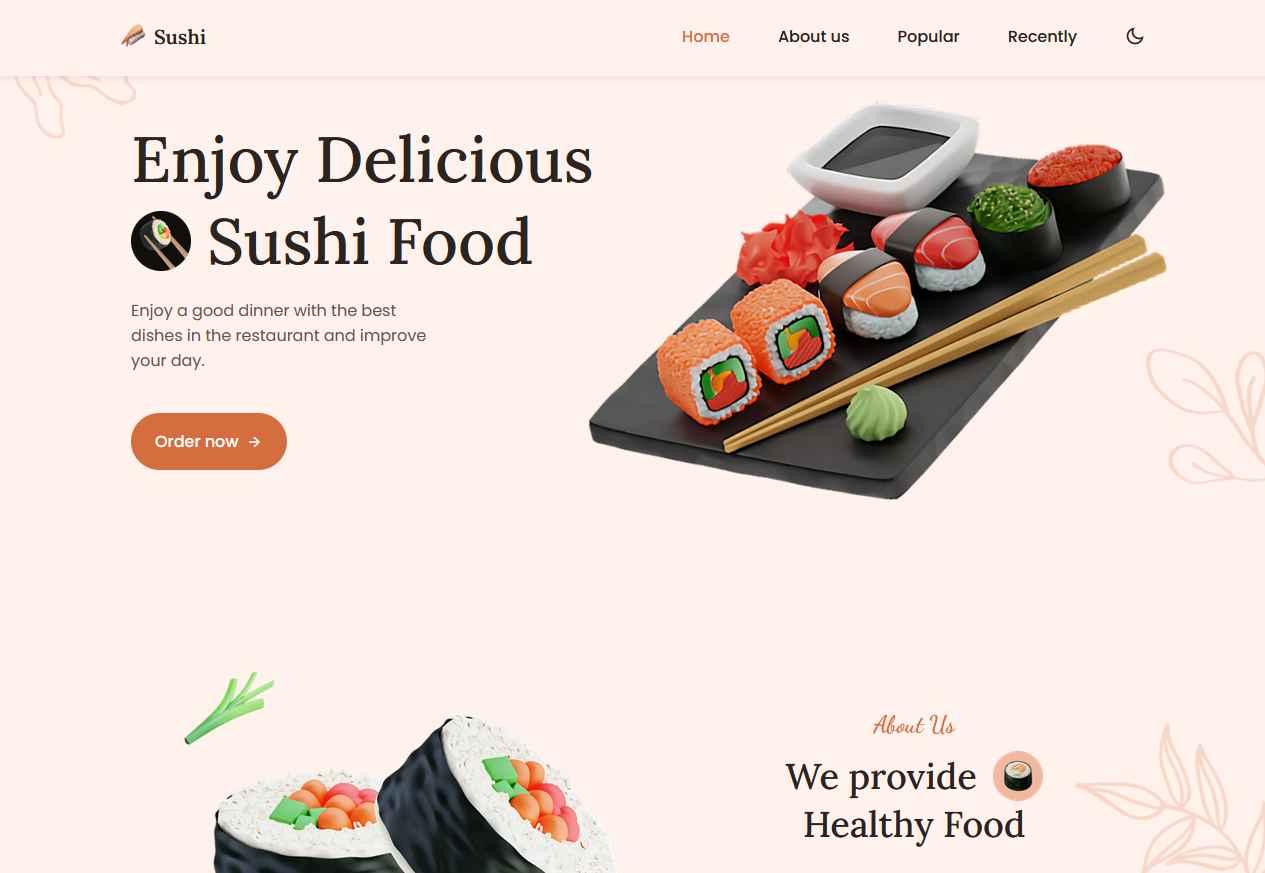 Sushi
Home
About us
Popular
Recently
Enjoy Delicious
Sushi Food
Enjoy a good dinner with the best
dishes in the restaurant and improve
your day.
Order now →
About Us
We provide
Healthy Food